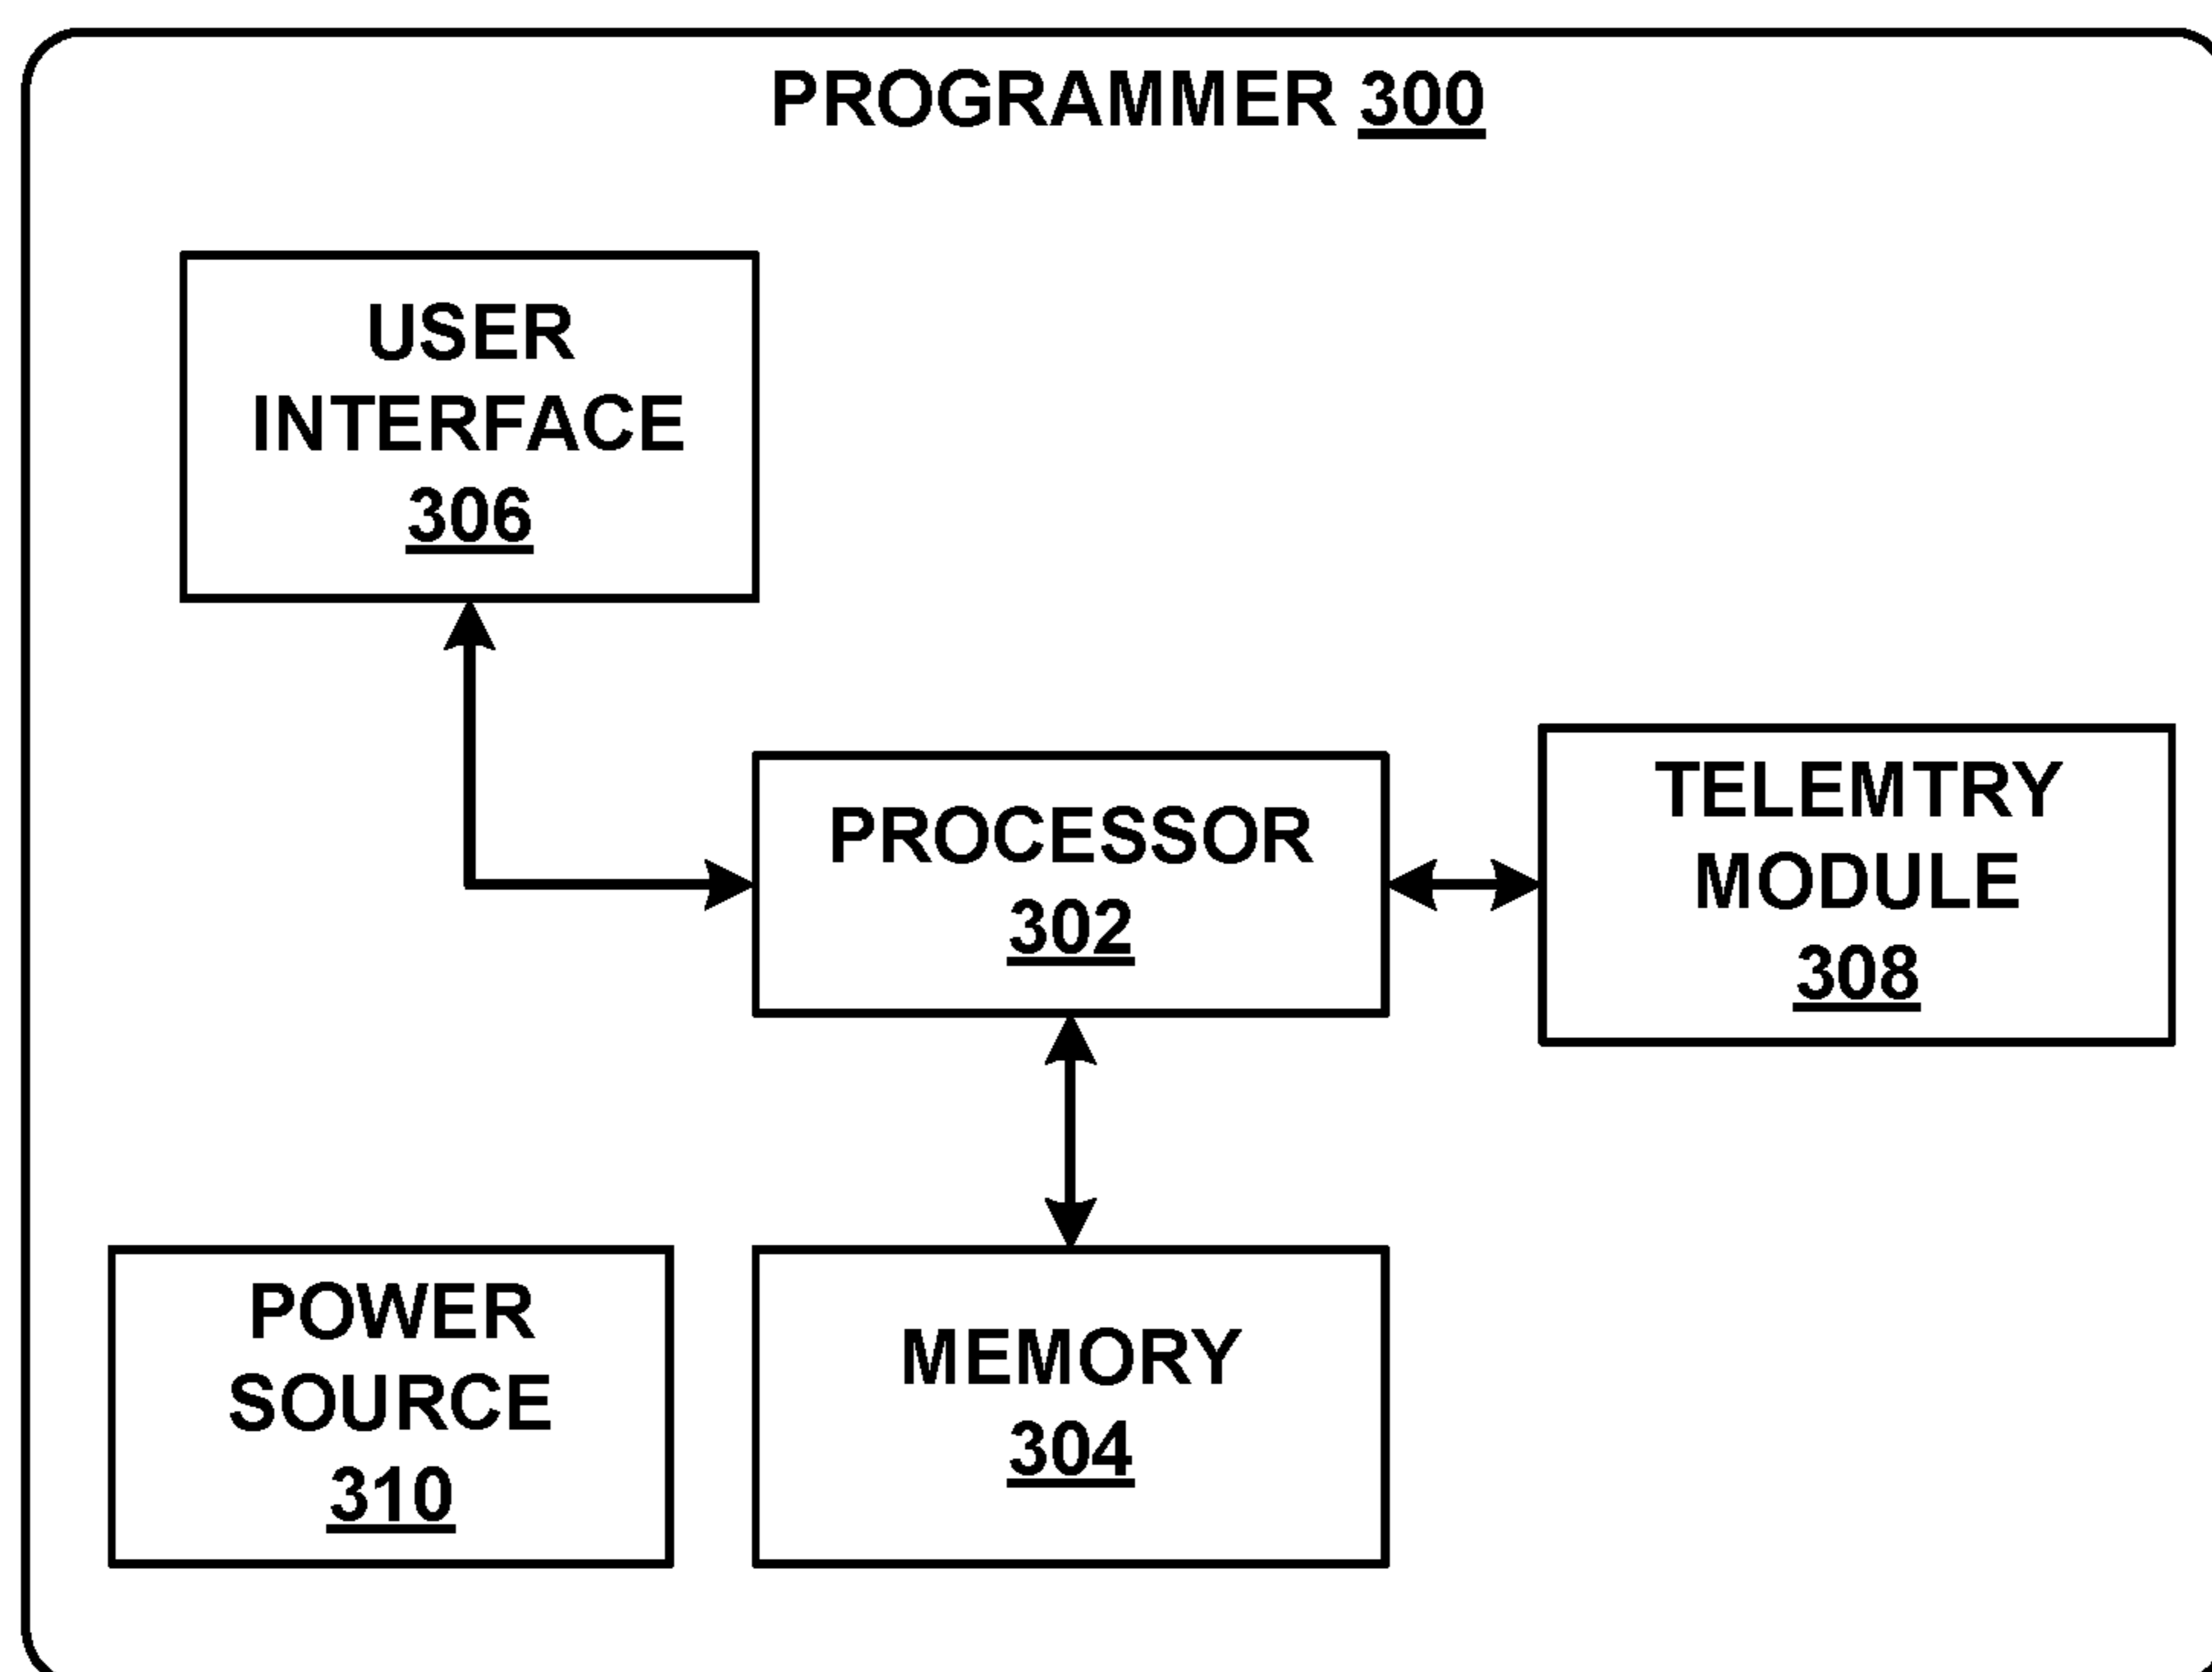 PROGRAMMER 300
USER
INTERFACE
306
PROCESSOR
302
TELEMTRY
MODULE
308
POWER
SOURCE
310
MEMORY
304